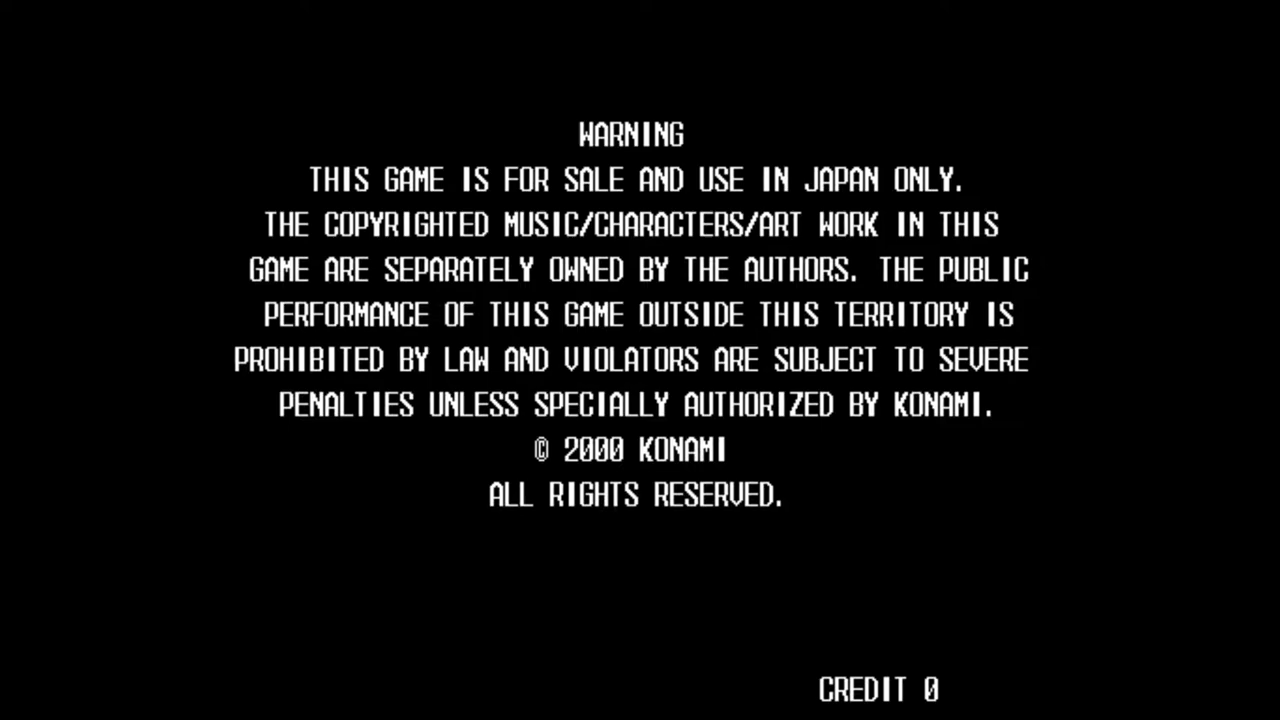 WARNING
THIS GAME IS FOR SALE AND USE IN JAPAN ONLY.
THE COPYRIGHTED MUSIC/CHARACTERS/ART WORK IN THIS
GAME ARE SEPARATELY OWNED BY THE AUTHORS. THE PUBLIC
PERFORMANCE OF THIS GAME OUTSIDE THIS TERRITORY IS
PROHIBITED BY LAW AND VIOLATORS ARE SUBJECT TO SEVERE
PENALTIES UNLESS SPECIALLY AUTHORIZED BY KONAMI.
© 2000 KONAMI
ALL RIGHTS RESERVED.
CREDIT 0